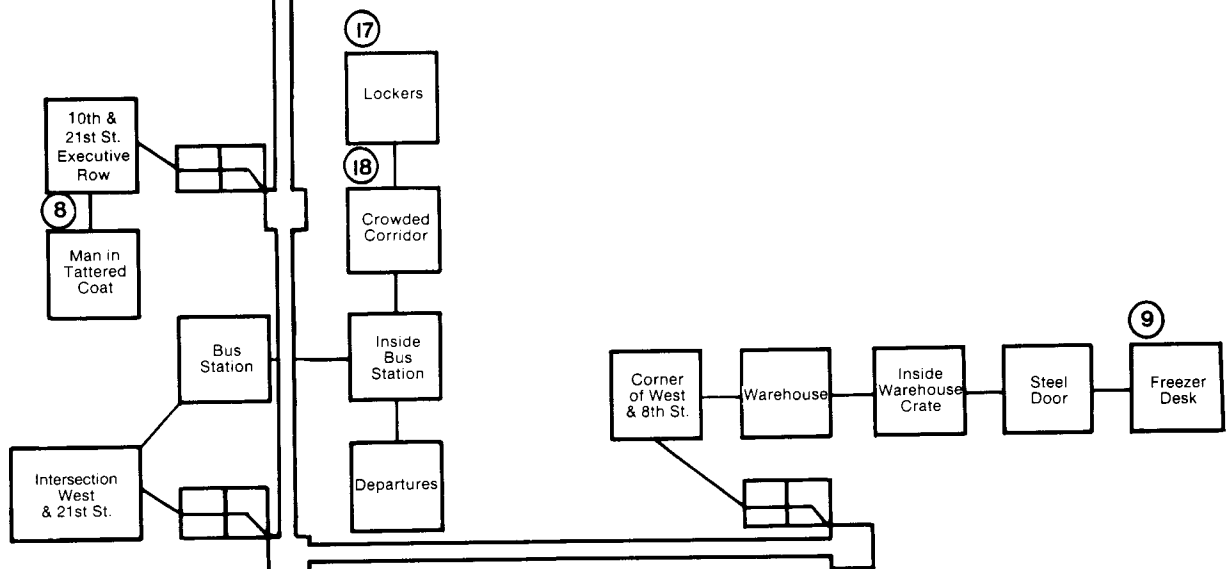 17
Lockers
10th &
21st St.
Executive
Row
18
Crowded
Corridor
8
Man in
Tattered
Coat
Bus
Station
Inside
Bus
Station
9
Corner
of West
& 8th St.
Warehouse
Inside
Warehouse
Crate
Steel
Door
Freezer
Desk
Intersection
West
& 21st St.
Departures